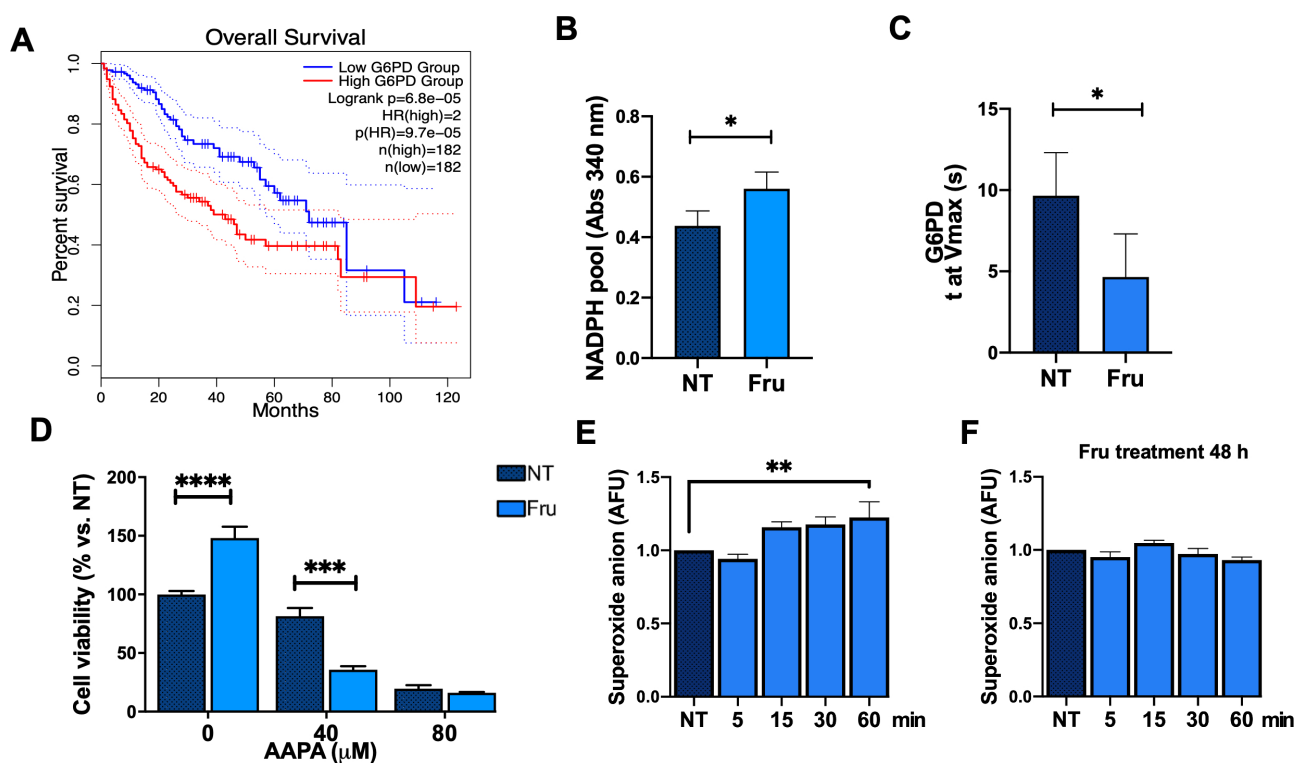 A
Overall Survival
Low G6PD Group
High G6PD Group
Logrank p=6.8e−05
HR(high)=2
p(HR)=9.7e−05
n(high)=182
n(low)=182
Percent survival
1.0
0.8
0.6
0.4
0.2
0.0
0 20 40 60 80 100 120
Months
B
NADPH pool (Abs 340 nm)
0.8
0.6
0.4
0.2
0.0
*
NT Fru
C
G6PD
t at Vmax (s)
15
10
5
0
*
NT Fru
D
Cell viability (% vs. NT)
200
150
100
50
0
****
***
NT
Fru
0 40 80
AAPA (μM)
E
Superoxide anion (AFU)
1.5
1.0
0.5
0.0
**
NT 5 15 30 60 min
F
Fru treatment 48 h
Superoxide anion (AFU)
1.5
1.0
0.5
0.0
NT 5 15 30 60 min